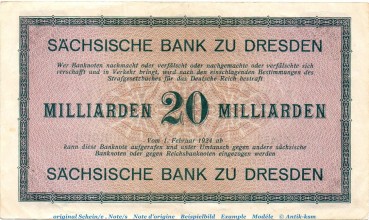 SÄCHSISCHE BANK ZU DRESDEN
Wer Banknoten nachmacht oder verfälscht oder nachgemachte oder verfälschte sich
verschafft und in Verkehr bringt, wird nach den einschlagenden Bestimmungen des
Strafgesetzbuches für das Deutsche Reich bestraft
MILLIARDEN 20 MILLIARDEN
Vom 1. Februar 1924 ab
kann diese Banknote aufgerufen und unter Umtausch gegen andere sächsische
Banknoten oder gegen Reichsbanknoten eingezogen werden
SÄCHSISCHE BANK ZU DRESDEN
original Schein/e Note/s Note d'origine Beispielbild Example Modèle © Antik-kom